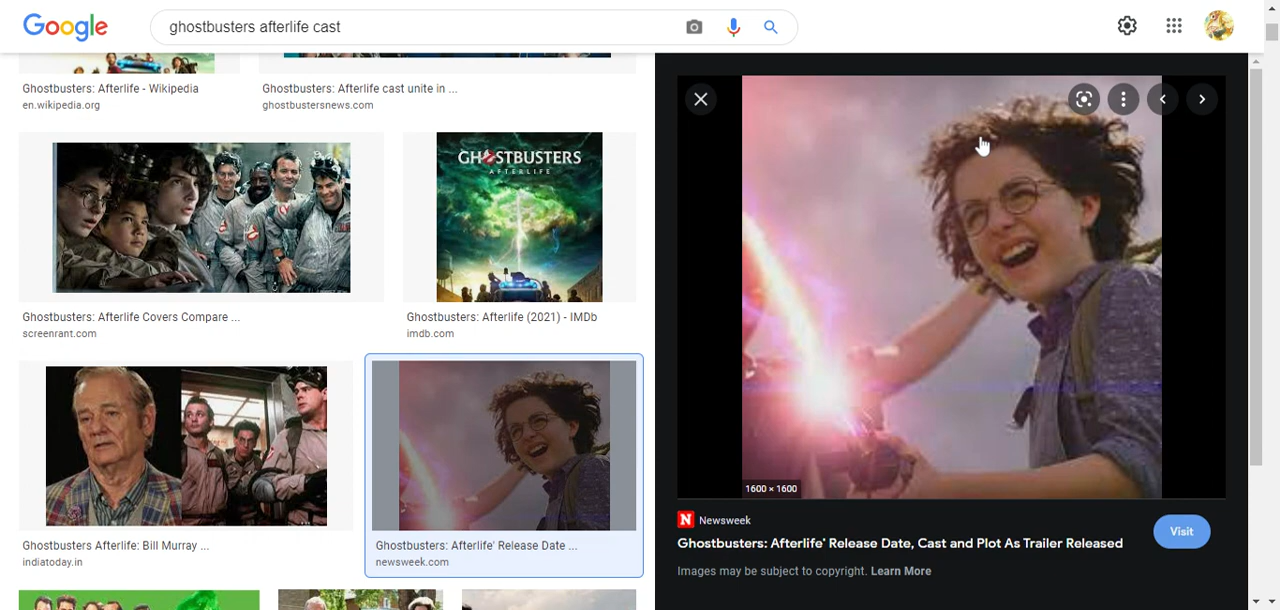 Google
ghostbusters afterlife cast
Ghostbusters: Afterlife - Wikipedia
en.wikipedia.org
Ghostbusters: Afterlife cast unite in ...
ghostbustersnews.com
GHOSTBUSTERS
AFTERLIFE
Ghostbusters: Afterlife Covers Compare ...
screenrant.com
Ghostbusters: Afterlife (2021) - IMDb
imdb.com
Ghostbusters Afterlife: Bill Murray ...
indiatoday.in
Ghostbusters: Afterlife' Release Date ...
newsweek.com
1600 × 1600
N Newsweek
Ghostbusters: Afterlife' Release Date, Cast and Plot As Trailer Released
Visit
Images may be subject to copyright. Learn More